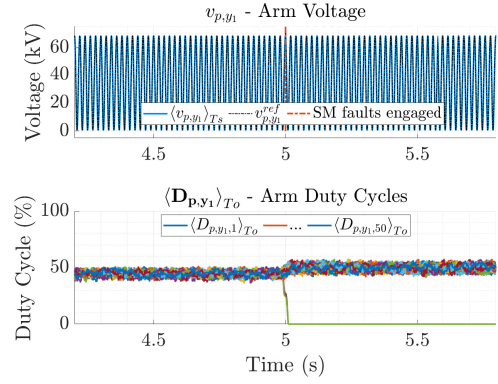 v_{p,y_1} - Arm Voltage
Voltage (kV)
60
40
20
0
⟨v_{p,y_1}⟩_{Ts} v^{ref}_{p,y_1} SM faults engaged
4.5 5 5.5
⟨D_{p,y_1}⟩_{To} - Arm Duty Cycles
Duty Cycle (%)
100
50
0
⟨D_{p,y_1,1}⟩_{To} ... ⟨D_{p,y_1,50}⟩_{To}
4.5 5 5.5
Time (s)